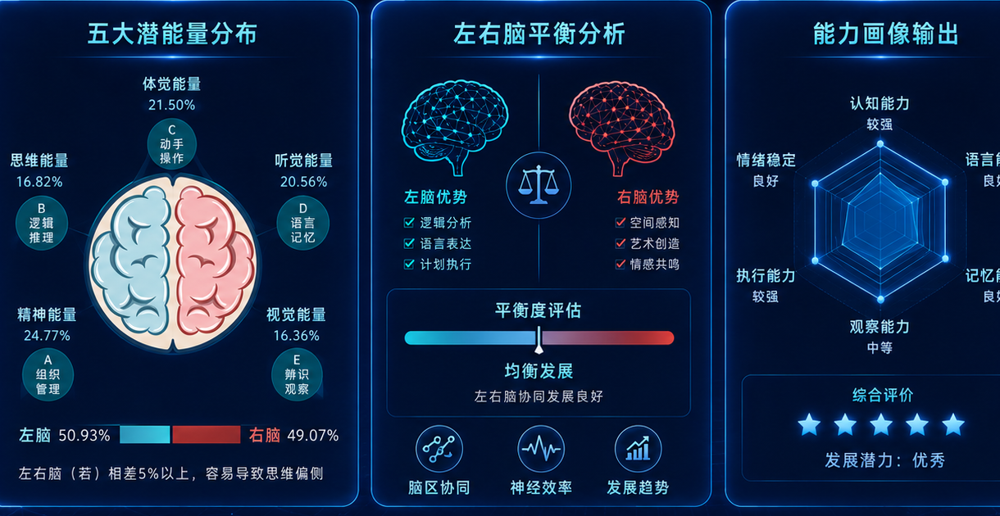 五大潜能量分布
体觉能量
21.50%
C
动手
操作
思维能量
16.82%
B
逻辑
推理
听觉能量
20.56%
D
语言
记忆
精神能量
24.77%
A
组织
管理
视觉能量
16.36%
E
辨识
观察
左脑 50.93%
右脑 49.07%
左右脑（若）相差5%以上，容易导致思维偏侧
左右脑平衡分析
左脑优势
逻辑分析
语言表达
计划执行
右脑优势
空间感知
艺术创造
情感共鸣
平衡度评估
均衡发展
左右脑协同发展良好
脑区协同
神经效率
发展趋势
能力画像输出
认知能力
较强
情绪稳定
良好
语言能
良好
执行能力
较强
记忆能
良好
观察能力
中等
综合评价
发展潜力：优秀